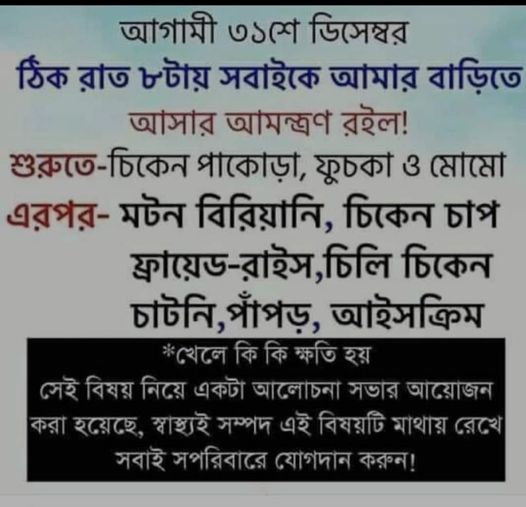 আগামী ৩১শে ডিসেম্বর
ঠিক রাত ৮টায় সবাইকে আমার বাড়িতে
আসার আমন্ত্রণ রইল!
শুরুতে-চিকেন পাকোড়া, ফুচকা ও মোমো
এরপর- মটন বিরিয়ানি, চিকেন চাপ
ফ্রায়েড-রাইস,চিলি চিকেন
চাটনি,পাঁপড়, আইসক্রিম
*খেলে কি কি ক্ষতি হয়
সেই বিষয় নিয়ে একটা আলোচনা সভার আয়োজন
করা হয়েছে, স্বাস্থ্যই সম্পদ এই বিষয়টি মাথায় রেখে
সবাই সপরিবারে যোগদান করুন!